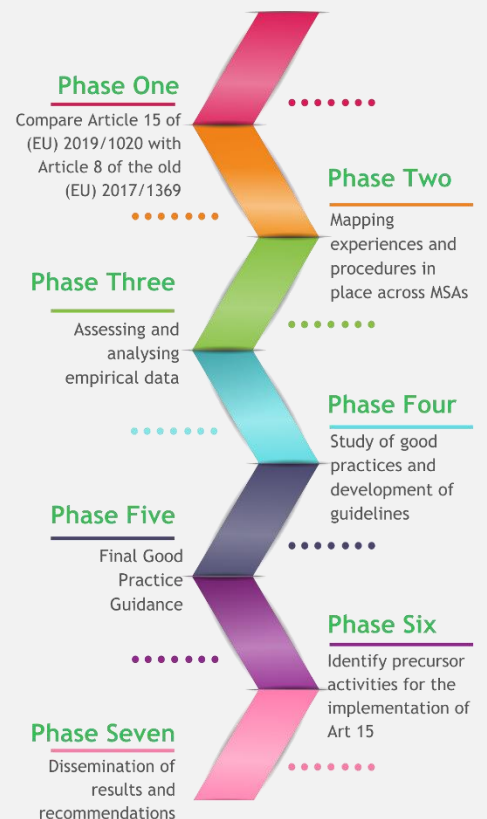 Phase One
Compare Article 15 of
(EU) 2019/1020 with
Article 8 of the old
(EU) 2017/1369
Phase Two
Mapping
experiences and
procedures in
place across MSAs
Phase Three
Assessing and
analysing
empirical data
Phase Four
Study of good
practices and
development of
guidelines
Phase Five
Final Good
Practice
Guidance
Phase Six
Identify precursor
activities for the
implementation of
Art 15
Phase Seven
Dissemination of
results and
recommendations